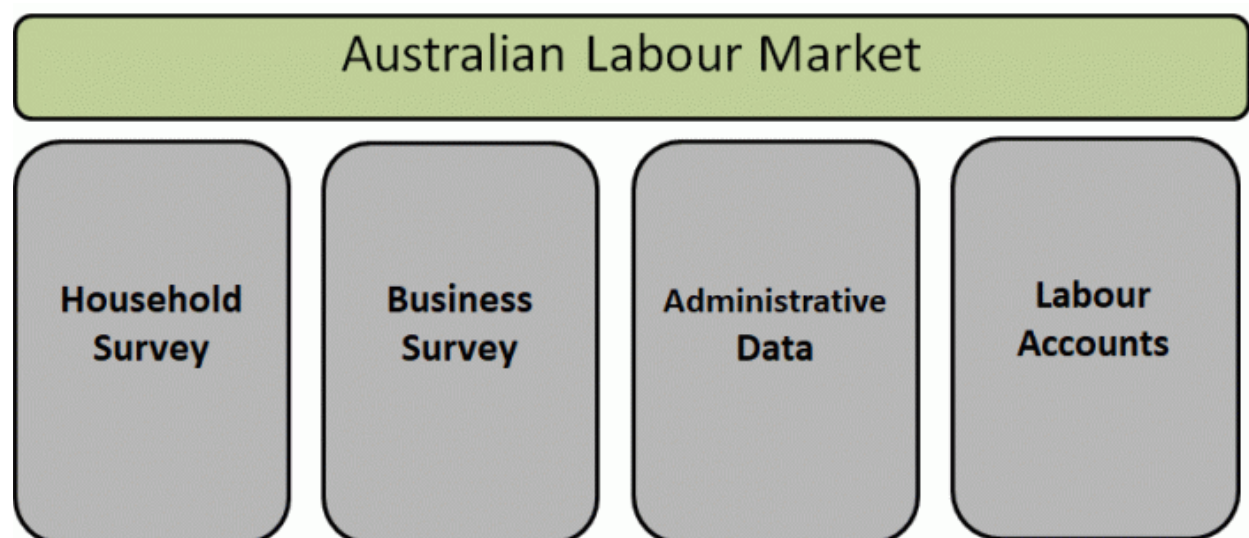 Australian Labour Market
Household
Survey
Business
Survey
Administrative
Data
Labour
Accounts